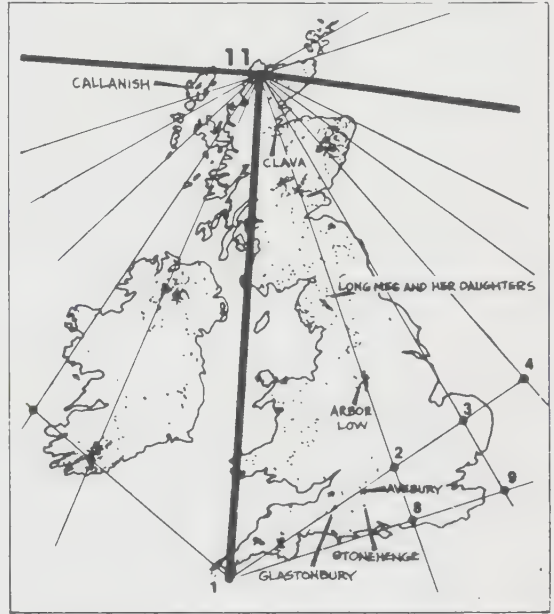 11
CALLANISH
CLAVA
LONG MEG AND HER DAUGHTERS
4
ARBOR
LOW
3
2
AVEBURY
9
8
STONEHENGE
GLASTONBURY
1